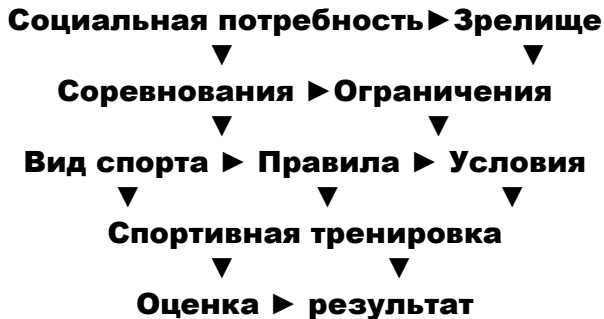 Социальная потребность►Зрелище
▼ ▼
Соревнования ►Ограничения
▼ ▼
Вид спорта ► Правила ► Условия
▼ ▼ ▼
Спортивная тренировка
▼ ▼
Оценка ► результат